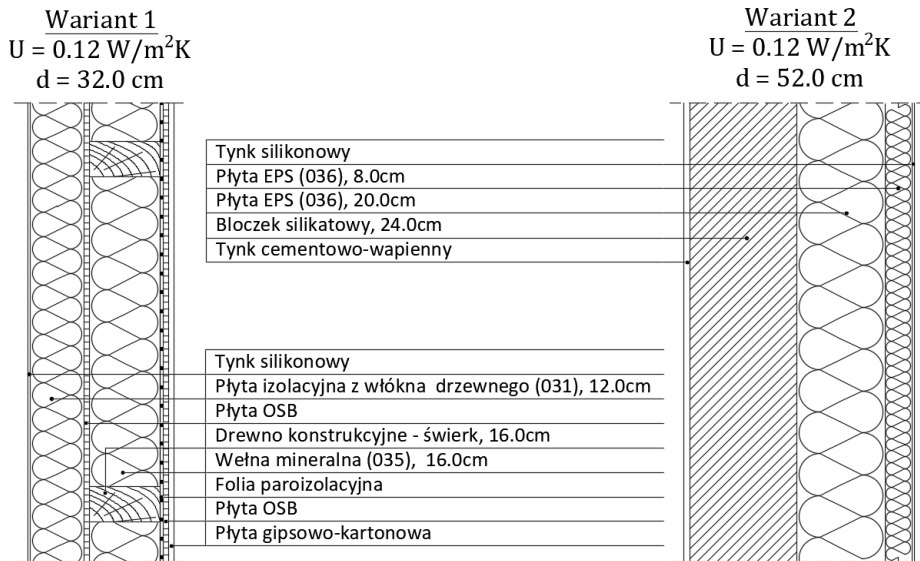 Wariant 1
U = 0.12 W/m²K
d = 32.0 cm
Wariant 2
U = 0.12 W/m²K
d = 52.0 cm
Tynk silikonowy
Płyta EPS (036), 8.0cm
Płyta EPS (036), 20.0cm
Bloczek silikatowy, 24.0cm
Tynk cementowo-wapienny
Tynk silikonowy
Płyta izolacyjna z włókna drzewnego (031), 12.0cm
Płyta OSB
Drewno konstrukcyjne - świerk, 16.0cm
Wełna mineralna (035), 16.0cm
Folia paroizolacyjna
Płyta OSB
Płyta gipsowo-kartonowa